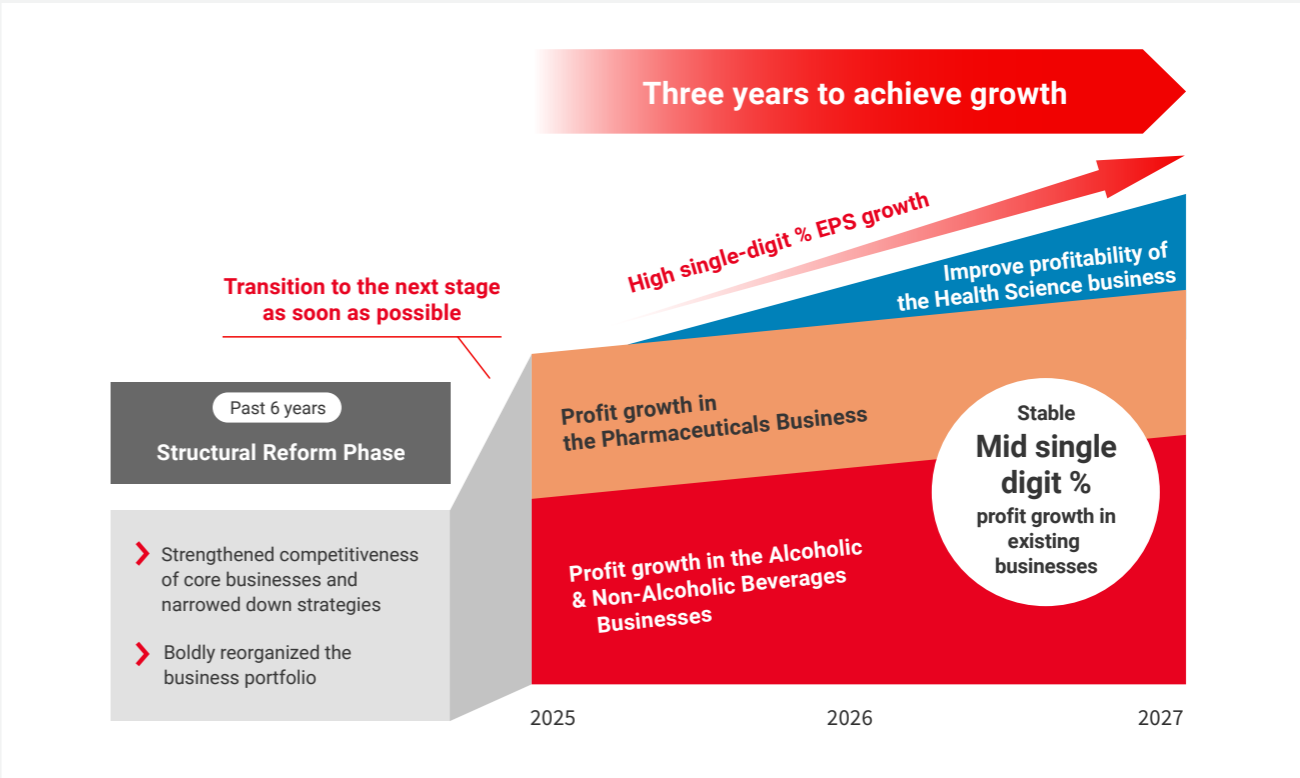 Three years to achieve growth
High single-digit % EPS growth
Transition to the next stage
as soon as possible
Improve profitability of
the Health Science business
Past 6 years
Structural Reform Phase
Profit growth in
the Pharmaceuticals Business
Stable
Mid single
digit %
profit growth in
existing
businesses
Strengthened competitiveness
of core businesses and
narrowed down strategies
Boldly reorganized the
business portfolio
Profit growth in the Alcoholic
& Non-Alcoholic Beverages
Businesses
2025
2026
2027